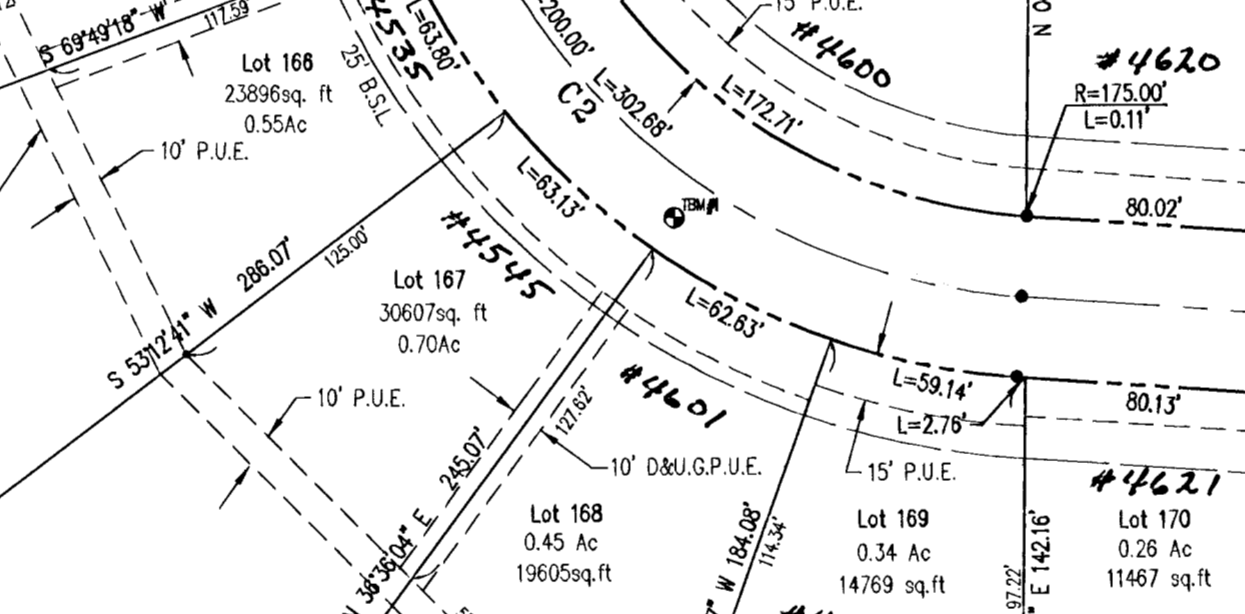 S 69°49'18" W
117.59
Lot 166
23896sq. ft
0.55Ac
10' P.U.E.
25' B.S.L
#4535
L=63.80'
200.00'
L=302.68'
C2
15' P.U.E.
#4600
L=172.71'
N
#4620
R=175.00'
L=0.11'
80.02'
L=63.13'
TBM#1
#4545
286.07'
125.00'
S 53°12'41" W
Lot 167
30607sq. ft
0.70Ac
10' P.U.E.
L=62.63'
#4601
127.62'
245.07'
38°36'04" E
10' D&U.G.P.U.E.
Lot 168
0.45 Ac
19605sq.ft
L=59.14'
L=2.76'
80.13'
15' P.U.E.
W 184.08'
114.34'
Lot 169
0.34 Ac
14769 sq.ft
#4621
Lot 170
0.26 Ac
11467 sq.ft
E 142.16'
97.22'